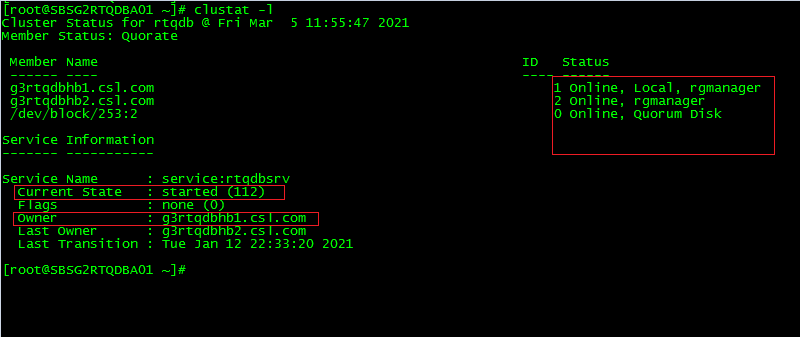 [root@SBSG2RTQDBA01 ~]# clustat -l
Cluster Status for rtqdb @ Fri Mar  5 11:55:47 2021
Member Status: Quorate
Member Name ID Status
------ ---- ---- ------
g3rtqdbhb1.csl.com 1 Online, Local, rgmanager
g3rtqdbhb2.csl.com 2 Online, rgmanager
/dev/block/253:2 0 Online, Quorum Disk
Service Information
------- -----------
Service Name : service:rtqdbsrv
Current State : started (112)
Flags : none (0)
Owner : g3rtqdbhb1.csl.com
Last Owner : g3rtqdbhb2.csl.com
Last Transition : Tue Jan 12 22:33:20 2021
[root@SBSG2RTQDBA01 ~]#